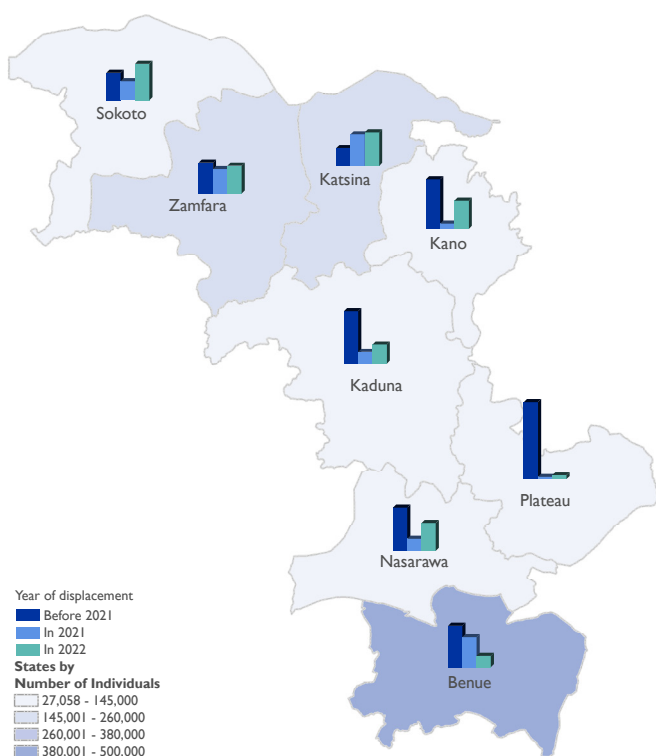 Sokoto
Zamfara
Katsina
Kano
Kaduna
Plateau
Nasarawa
Benue
Year of displacement
Before 2021
In 2021
In 2022
States by
Number of Individuals
27,058 - 145,000
145,001 - 260,000
260,001 - 380,000
380,001 - 500,000